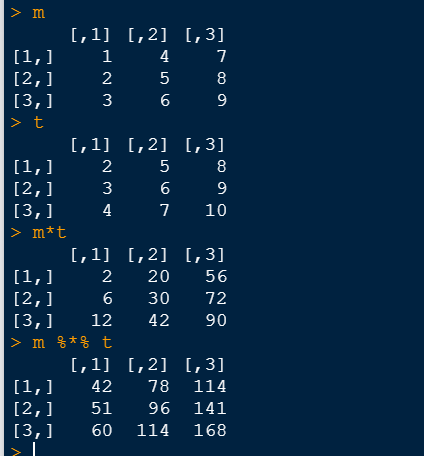 > m
     [,1] [,2] [,3]
[1,]    1    4    7
[2,]    2    5    8
[3,]    3    6    9
> t
     [,1] [,2] [,3]
[1,]    2    5    8
[2,]    3    6    9
[3,]    4    7   10
> m*t
     [,1] [,2] [,3]
[1,]    2   20   56
[2,]    6   30   72
[3,]   12   42   90
> m %*% t
     [,1] [,2] [,3]
[1,]   42   78  114
[2,]   51   96  141
[3,]   60  114  168
>